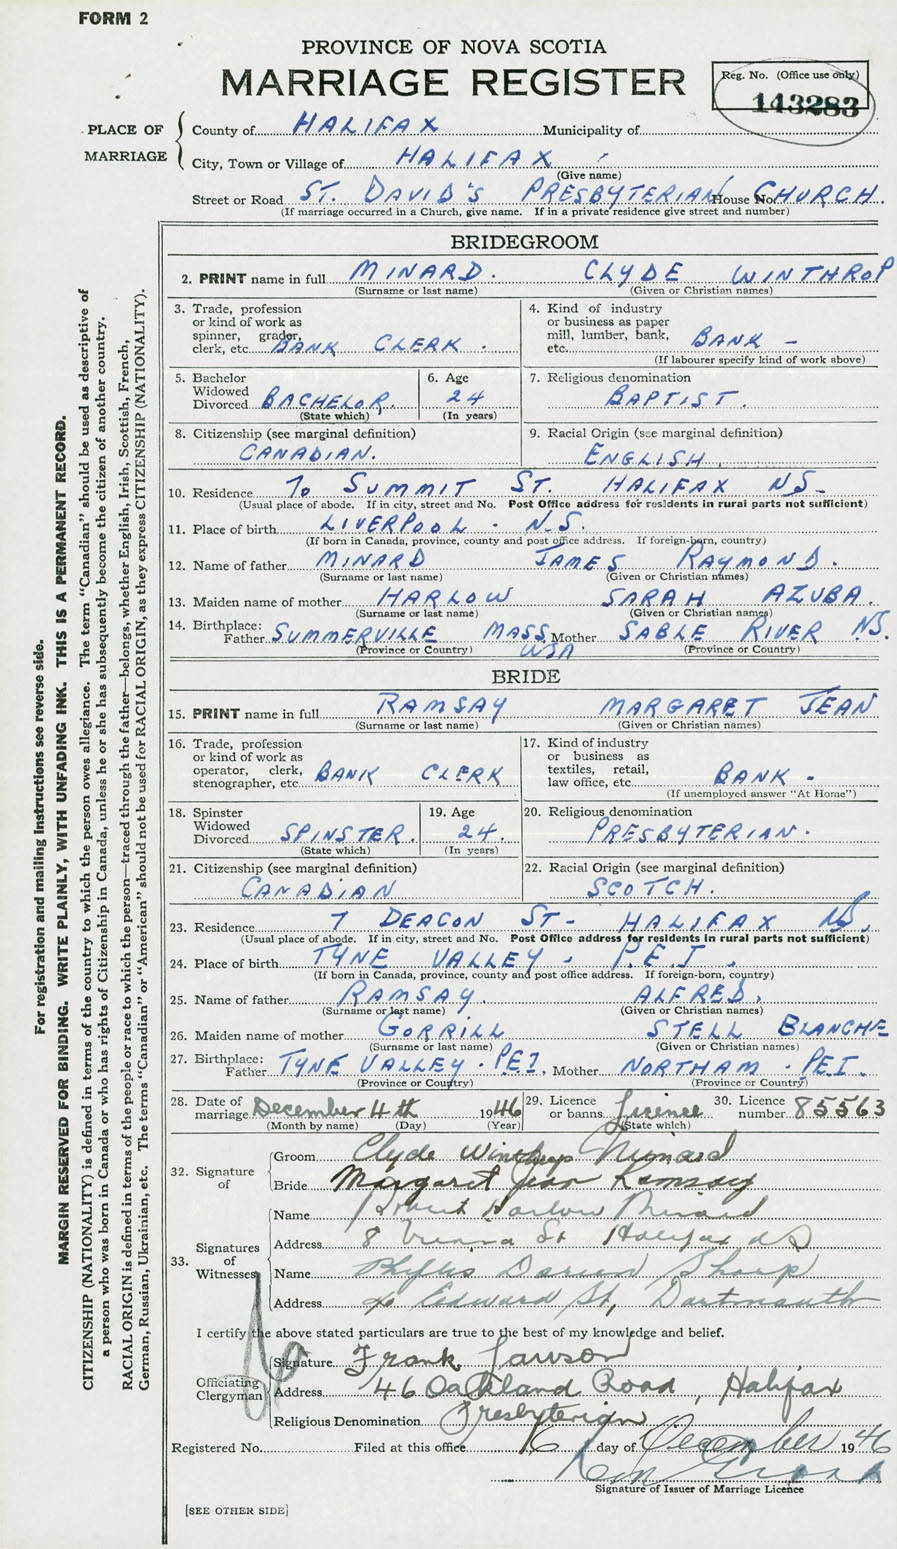 FORM 2
PROVINCE OF NOVA SCOTIA
MARRIAGE REGISTER
Reg. No. (Office use only)
143283
PLACE OF MARRIAGE
County of HALIFAX Municipality of
City, Town or Village of HALIFAX
(Give name)
Street or Road ST. DAVID'S PRESBYTERIAN House No. CHURCH.
(If marriage occurred in a Church, give name. If in a private residence give street and number)
BRIDEGROOM
2. PRINT name in full MINARD. CLYDE WINTHROP
(Surname or last name) (Given or Christian names)
3. Trade, profession or kind of work as spinner, grader, clerk, etc. BANK CLERK.
4. Kind of industry or business as paper mill, lumber, bank, etc. BANK -
(If labourer specify kind of work above)
5. Bachelor Widowed Divorced BACHELOR.
(State which)
6. Age 24
(In years)
7. Religious denomination
BAPTIST.
8. Citizenship (see marginal definition)
CANADIAN.
9. Racial Origin (see marginal definition)
ENGLISH.
10. Residence 70 SUMMIT ST. HALIFAX NS-
(Usual place of abode. If in city, street and No. Post Office address for residents in rural parts not sufficient)
11. Place of birth LIVERPOOL - N.S.
(If born in Canada, province, county and post office address. If foreign-born, country)
12. Name of father MINARD JAMES RAYMOND.
(Surname or last name) (Given or Christian names)
13. Maiden name of mother HARLOW SARAH AZUBA.
(Surname or last name) (Given or Christian names)
14. Birthplace: Father SUMMERVILLE MASS. USA Mother SABLE RIVER NS.
(Province or Country) (Province or Country)
BRIDE
15. PRINT name in full RAMSAY MARGARET JEAN
(Surname or last name) (Given or Christian names)
16. Trade, profession or kind of work as operator, clerk, stenographer, etc. BANK CLERK
17. Kind of industry or business as textiles, retail, law office, etc. BANK -
(If unemployed answer "At Home")
18. Spinster Widowed Divorced SPINSTER.
(State which)
19. Age 24.
(In years)
20. Religious denomination
PRESBYTERIAN.
21. Citizenship (see marginal definition)
CANADIAN
22. Racial Origin (see marginal definition)
SCOTCH.
23. Residence 7 DEACON ST- HALIFAX NS.
(Usual place of abode. If in city, street and No. Post Office address for residents in rural parts not sufficient)
24. Place of birth TYNE VALLEY - P.E.I.
(If born in Canada, province, county and post office address. If foreign-born, country)
25. Name of father RAMSAY. ALFRED.
(Surname or last name) (Given or Christian names)
26. Maiden name of mother GORRILL STELL BLANCHE
(Surname or last name) (Given or Christian names)
27. Birthplace: Father TYNE VALLEY - PEI. Mother NORTHAM - PEI.
(Province or Country) (Province or Country)
28. Date of marriage December 4th 1946
(Month by name) (Day) (Year)
29. Licence or banns Licence
(State which)
30. Licence number 85563
32. Signature of
Groom Clyde Winthrop Minard
Bride Margaret Jean Ramsay
33. Signatures of Witnesses
Name Harlow Minard
Address 8 St Halifax NS
Name Phyllis Sharp
Address Edward St, Dartmouth
I certify the above stated particulars are true to the best of my knowledge and belief.
Officiating Clergyman
Signature Frank Lawson
Address 46 Oakland Road, Halifax
Religious Denomination Presbyterian
Registered No. Filed at this office 16 day of December 1946
Signature of Issuer of Marriage Licence
[SEE OTHER SIDE]
For registration and mailing instructions see reverse side.
MARGIN RESERVED FOR BINDING. WRITE PLAINLY, WITH UNFADING INK. THIS IS A PERMANENT RECORD.
CITIZENSHIP (NATIONALITY) is defined in terms of the country to which the person owes allegiance. The term "Canadian" should be used as descriptive of
a person who was born in Canada or who has rights of Citizenship in Canada, unless he or she has subsequently become the citizen of another country.
RACIAL ORIGIN is defined in terms of the people or race to which the person—traced through the father—belongs, whether English, Irish, Scottish, French,
German, Russian, Ukrainian, etc. The terms "Canadian" or "American" should not be used for RACIAL ORIGIN, as they express CITIZENSHIP (NATIONALITY).